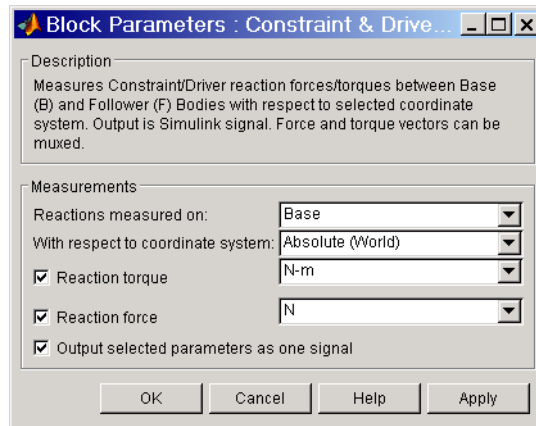 Block Parameters : Constraint & Drive...
Description
Measures Constraint/Driver reaction forces/torques between Base
(B) and Follower (F) Bodies with respect to selected coordinate
system. Output is Simulink signal. Force and torque vectors can be
muxed.
Measurements
Reactions measured on: Base
With respect to coordinate system: Absolute (World)
Reaction torque N-m
Reaction force N
Output selected parameters as one signal
OK Cancel Help Apply